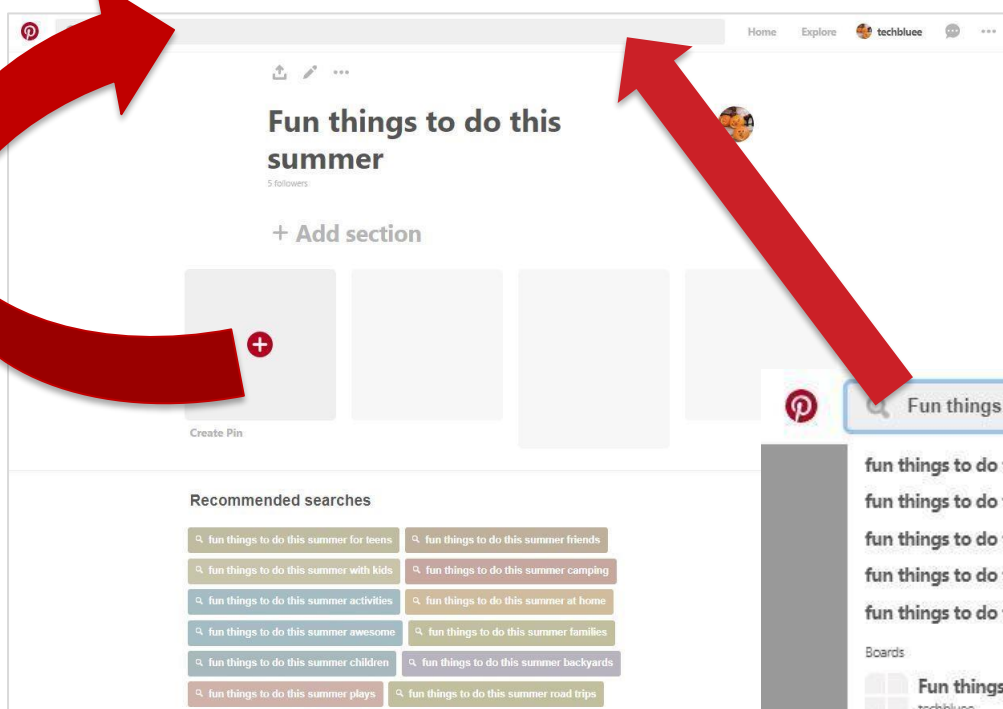 Home Explore techbluee
Fun things to do this
summer
5 followers
+ Add section
Create Pin
Recommended searches
fun things to do this summer for teens
fun things to do this summer friends
fun things to do this summer with kids
fun things to do this summer camping
fun things to do this summer activities
fun things to do this summer at home
fun things to do this summer awesome
fun things to do this summer families
fun things to do this summer children
fun things to do this summer backyards
fun things to do this summer plays
fun things to do this summer road trips
Fun things
fun things to do
fun things to do
fun things to do
fun things to do
fun things to do
Boards
Fun things
techbluee